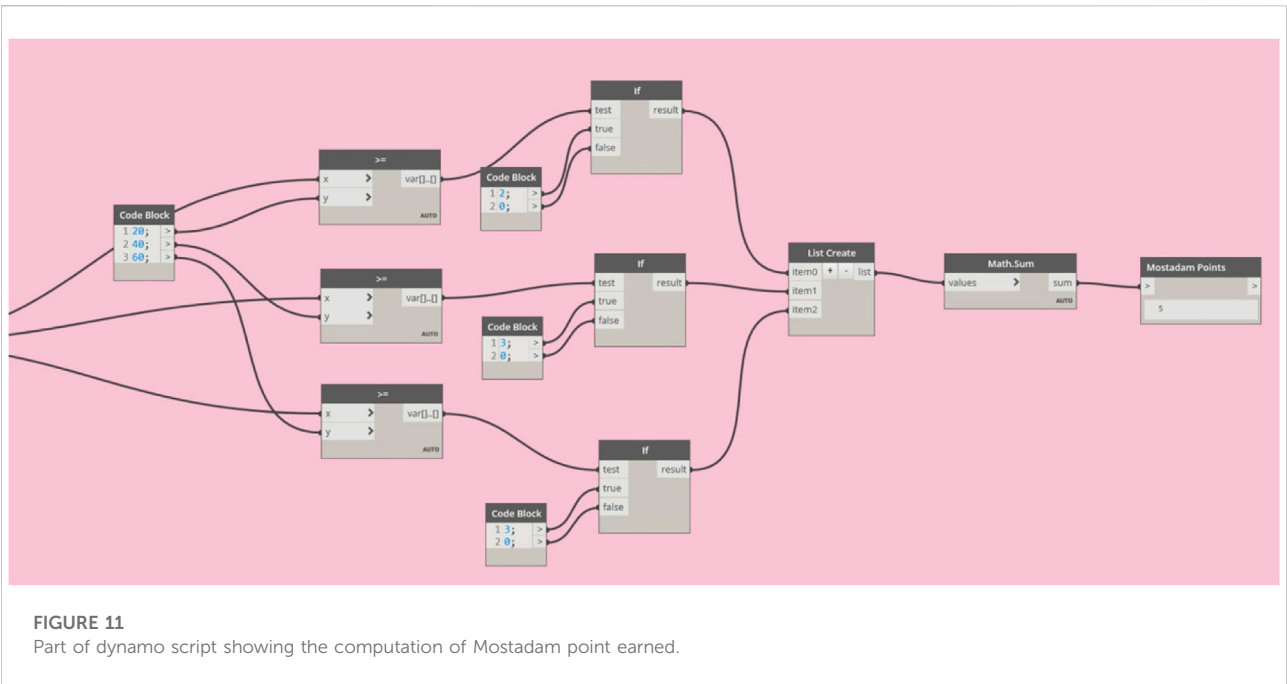 If
test result
true
false
>=
x > var[]..[]
y >
AUTO
Code Block
1 2; >
2 0; >
Code Block
1 20; >
2 40; >
3 60; >
If
test result
true
false
>=
x > var[]..[]
y >
AUTO
Code Block
1 3; >
2 0; >
List Create
item0 + - list
item1
item2
Math.Sum
values > sum
AUTO
Mostadam Points
> >
5
>=
x > var[]..[]
y >
AUTO
If
test result
true
false
Code Block
1 3; >
2 0; >
FIGURE 11
Part of dynamo script showing the computation of Mostadam point earned.